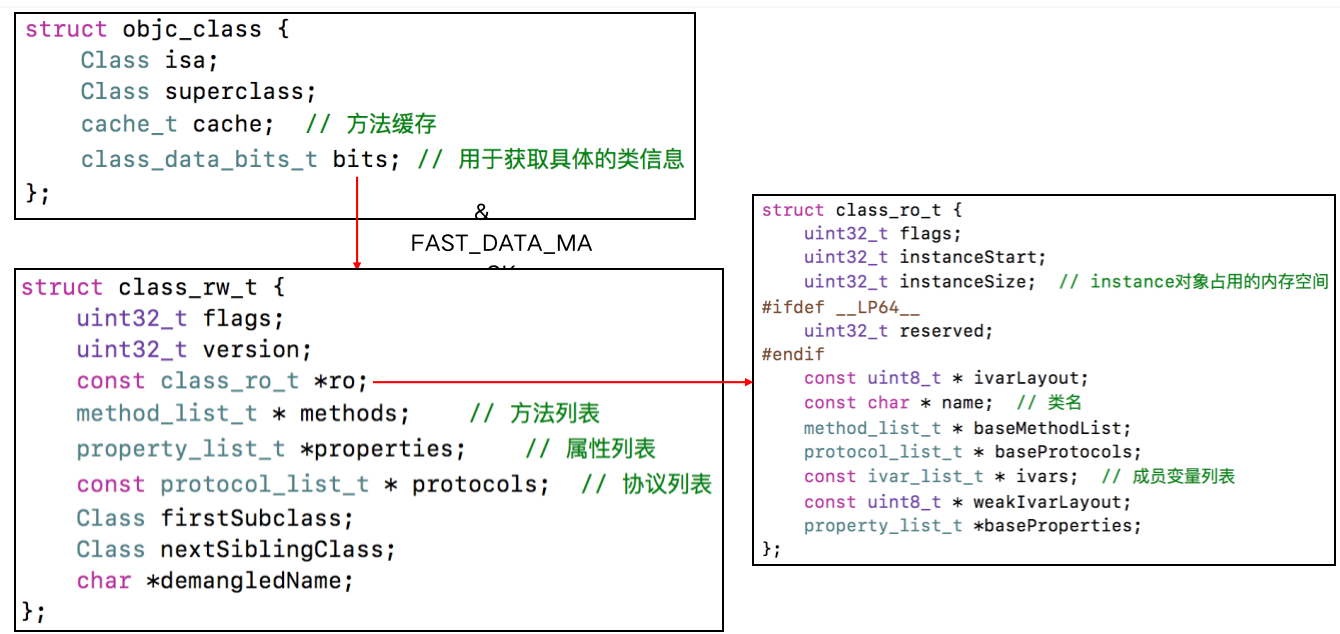 struct objc_class {
    Class isa;
    Class superclass;
    cache_t cache;  // 方法缓存
    class_data_bits_t bits; // 用于获取具体的类信息
};
&
FAST_DATA_MA
struct class_rw_t {
    uint32_t flags;
    uint32_t version;
    const class_ro_t *ro;
    method_list_t * methods;    // 方法列表
    property_list_t *properties;    // 属性列表
    const protocol_list_t * protocols;  // 协议列表
    Class firstSubclass;
    Class nextSiblingClass;
    char *demangledName;
};
struct class_ro_t {
    uint32_t flags;
    uint32_t instanceStart;
    uint32_t instanceSize;  // instance对象占用的内存空间
#ifdef __LP64__
    uint32_t reserved;
#endif
    const uint8_t * ivarLayout;
    const char * name;  // 类名
    method_list_t * baseMethodList;
    protocol_list_t * baseProtocols;
    const ivar_list_t * ivars;  // 成员变量列表
    const uint8_t * weakIvarLayout;
    property_list_t *baseProperties;
};